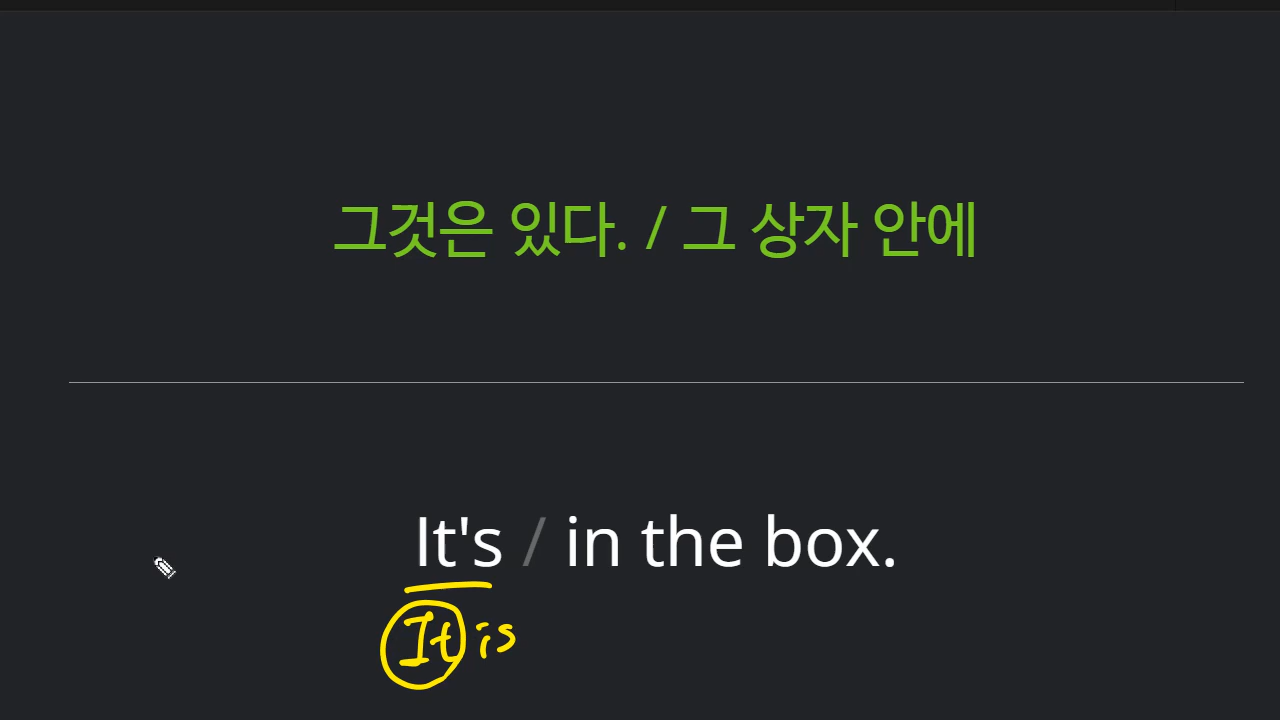 그것은 있다. / 그 상자 안에
It's / in the box.
It is